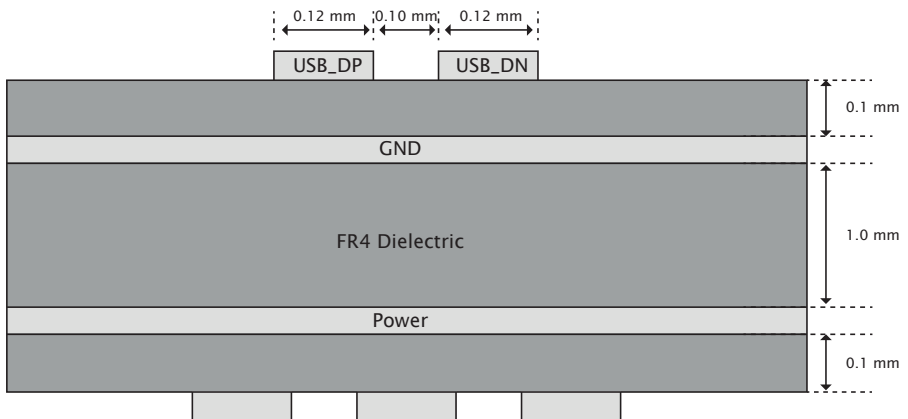 0.12 mm 0.10 mm 0.12 mm
USB_DP USB_DN
0.1 mm
GND
FR4 Dielectric
1.0 mm
Power
0.1 mm